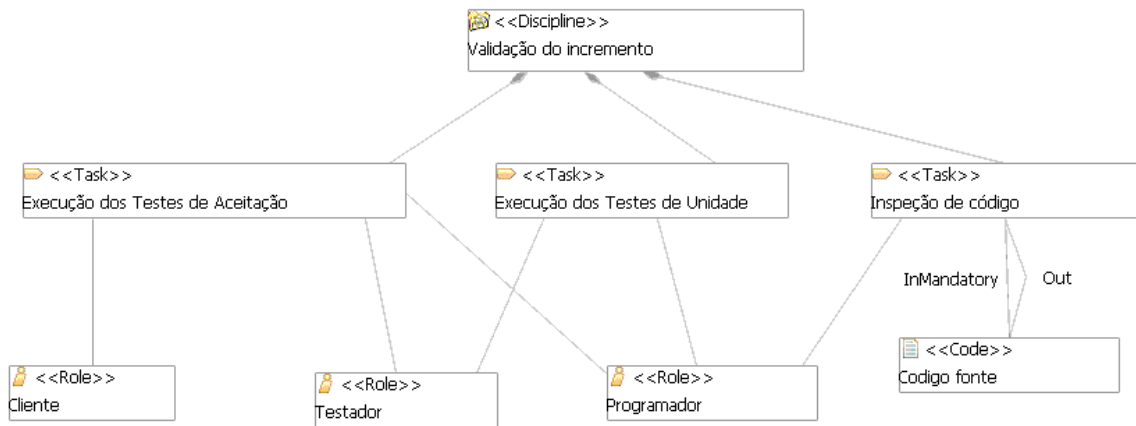 <<Discipline>>
Validação do incremento
<<Task>>
Execução dos Testes de Aceitação
<<Task>>
Execução dos Testes de Unidade
<<Task>>
Inspeção de código
InMandatory
Out
<<Role>>
Cliente
<<Role>>
Testador
<<Role>>
Programador
<<Code>>
Codigo fonte